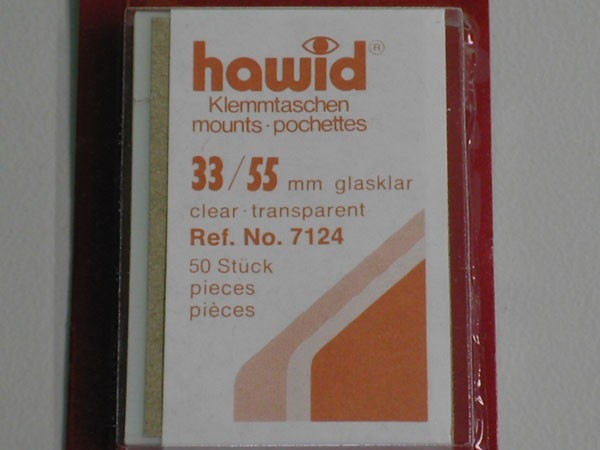 hawid ®
Klemmtaschen
mounts · pochettes
33/55 mm glasklar
clear · transparent
Ref. No. 7124
50 Stück
pieces
pièces